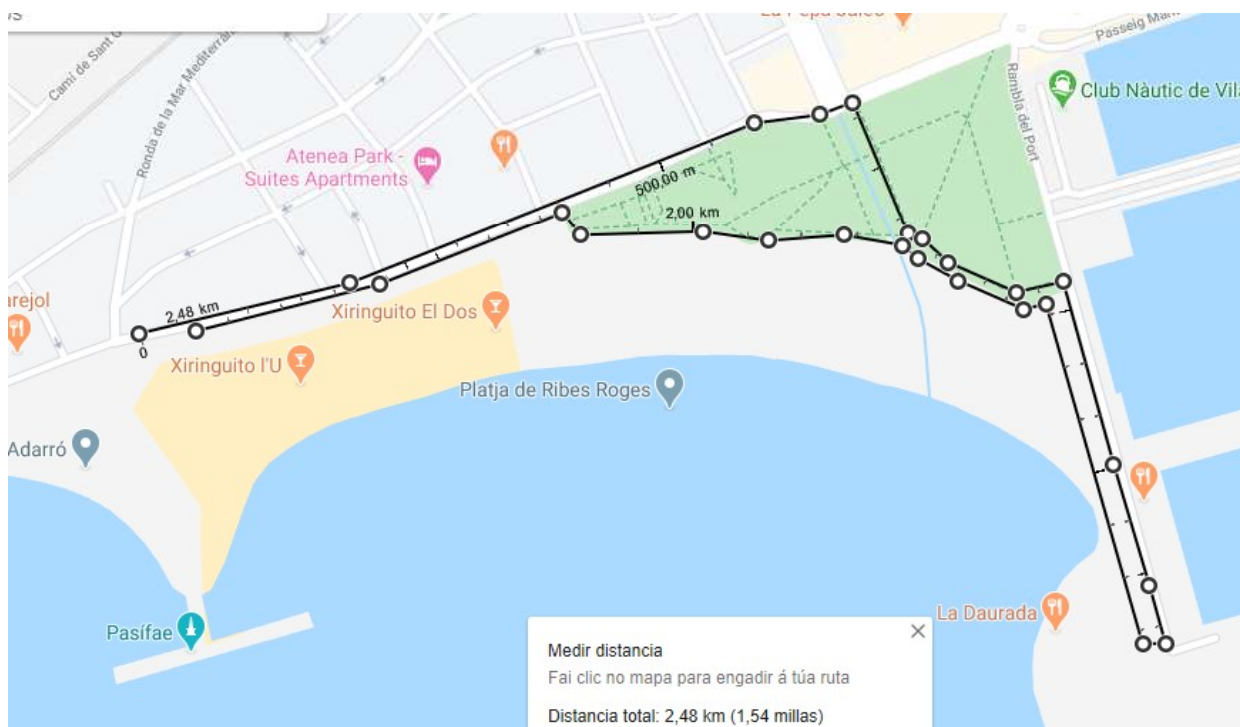 La Pepa Sales
Passeig Marí
Camí de Sant G
Ronda de la Mar Mediterràn
Rambla del Port
Club Nàutic de Vila
Atenea Park -
Suites Apartments
500,00 m
2,00 km
2,48 km
0
arejol
Xiringuito El Dos
Xiringuito l'U
Platja de Ribes Roges
Adarró
Pasífae
La Daurada
Medir distancia
Fai clic no mapa para engadir á túa ruta
Distancia total: 2,48 km (1,54 millas)